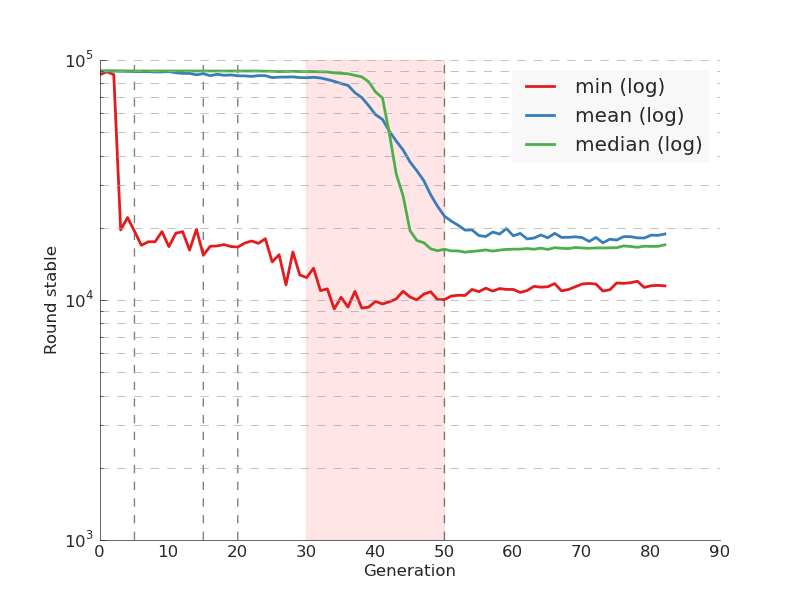 10^5
10^4
10^3
Round stable
min (log)
mean (log)
median (log)
0 10 20 30 40 50 60 70 80 90
Generation